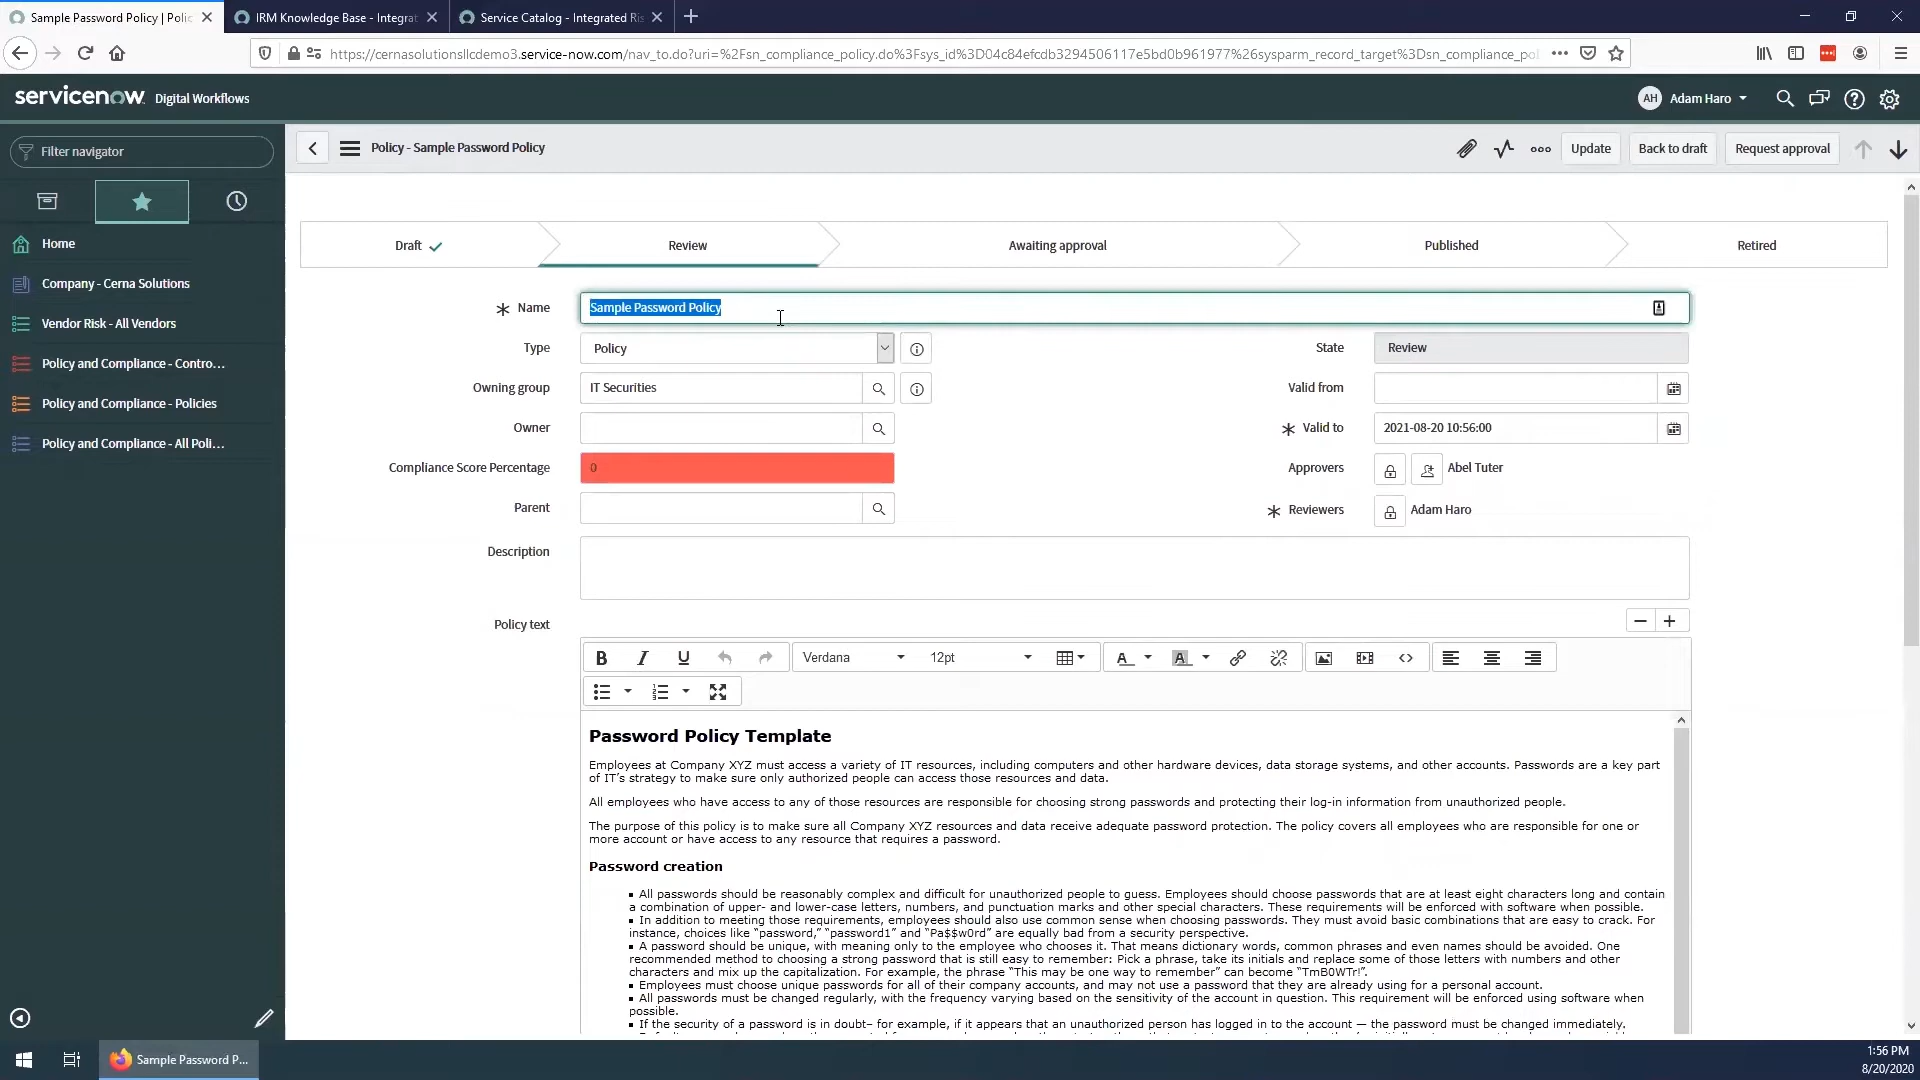 Sample Password Policy | Polic
IRM Knowledge Base - Integrat
Service Catalog - Integrated Ris
https://cernasolutionsllcdemo3.service-now.com/nav_to.do?uri=%2Fsn_compliance_policy.do%3Fsys_id%3D04c84efcdb3294506117e5bd0b961977%26sysparm_record_target%3Dsn_compliance_pol
servicenow Digital Workflows
AH Adam Haro
Filter navigator
Policy - Sample Password Policy
Update
Back to draft
Request approval
Home
Company - Cerna Solutions
Vendor Risk - All Vendors
Policy and Compliance - Contro...
Policy and Compliance - Policies
Policy and Compliance - All Poli...
Draft
Review
Awaiting approval
Published
Retired
Name Sample Password Policy
Type Policy
State Review
Owning group IT Securities
Valid from
Owner
Valid to 2021-08-20 10:56:00
Compliance Score Percentage 0
Approvers Abel Tuter
Parent
Reviewers Adam Haro
Description
Policy text
B I U Verdana 12pt A A
Password Policy Template
Employees at Company XYZ must access a variety of IT resources, including computers and other hardware devices, data storage systems, and other accounts. Passwords are a key part
of IT's strategy to make sure only authorized people can access those resources and data.
All employees who have access to any of those resources are responsible for choosing strong passwords and protecting their log-in information from unauthorized people.
The purpose of this policy is to make sure all Company XYZ resources and data receive adequate password protection. The policy covers all employees who are responsible for one or
more account or have access to any resource that requires a password.
Password creation
▪ All passwords should be reasonably complex and difficult for unauthorized people to guess. Employees should choose passwords that are at least eight characters long and contain
a combination of upper- and lower-case letters, numbers, and punctuation marks and other special characters. These requirements will be enforced with software when possible.
▪ In addition to meeting those requirements, employees should also use common sense when choosing passwords. They must avoid basic combinations that are easy to crack. For
instance, choices like “password,” “password1” and “Pa$$w0rd” are equally bad from a security perspective.
▪ A password should be unique, with meaning only to the employee who chooses it. That means dictionary words, common phrases and even names should be avoided. One
recommended method to choosing a strong password that is still easy to remember: Pick a phrase, take its initials and replace some of those letters with numbers and other
characters and mix up the capitalization. For example, the phrase “This may be one way to remember” can become “TmB0WTr!”.
▪ Employees must choose unique passwords for all of their company accounts, and may not use a password that they are already using for a personal account.
▪ All passwords must be changed regularly, with the frequency varying based on the sensitivity of the account in question. This requirement will be enforced using software when
possible.
▪ If the security of a password is in doubt– for example, if it appears that an unauthorized person has logged in to the account — the password must be changed immediately.
Sample Password P...
1:56 PM
8/20/2020